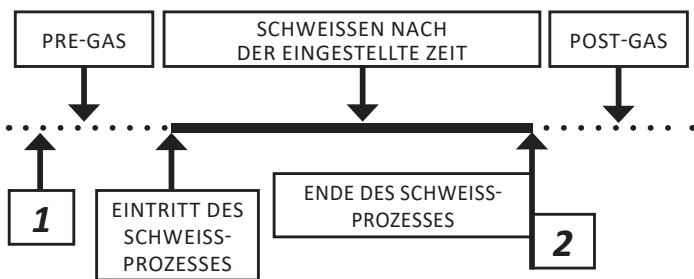 PRE-GAS
SCHWEISSEN NACH
DER EINGESTELLTE ZEIT
POST-GAS
1
EINTRITT DES
SCHWEISS-
PROZESSES
ENDE DES SCHWEISS-
PROZESSES
2